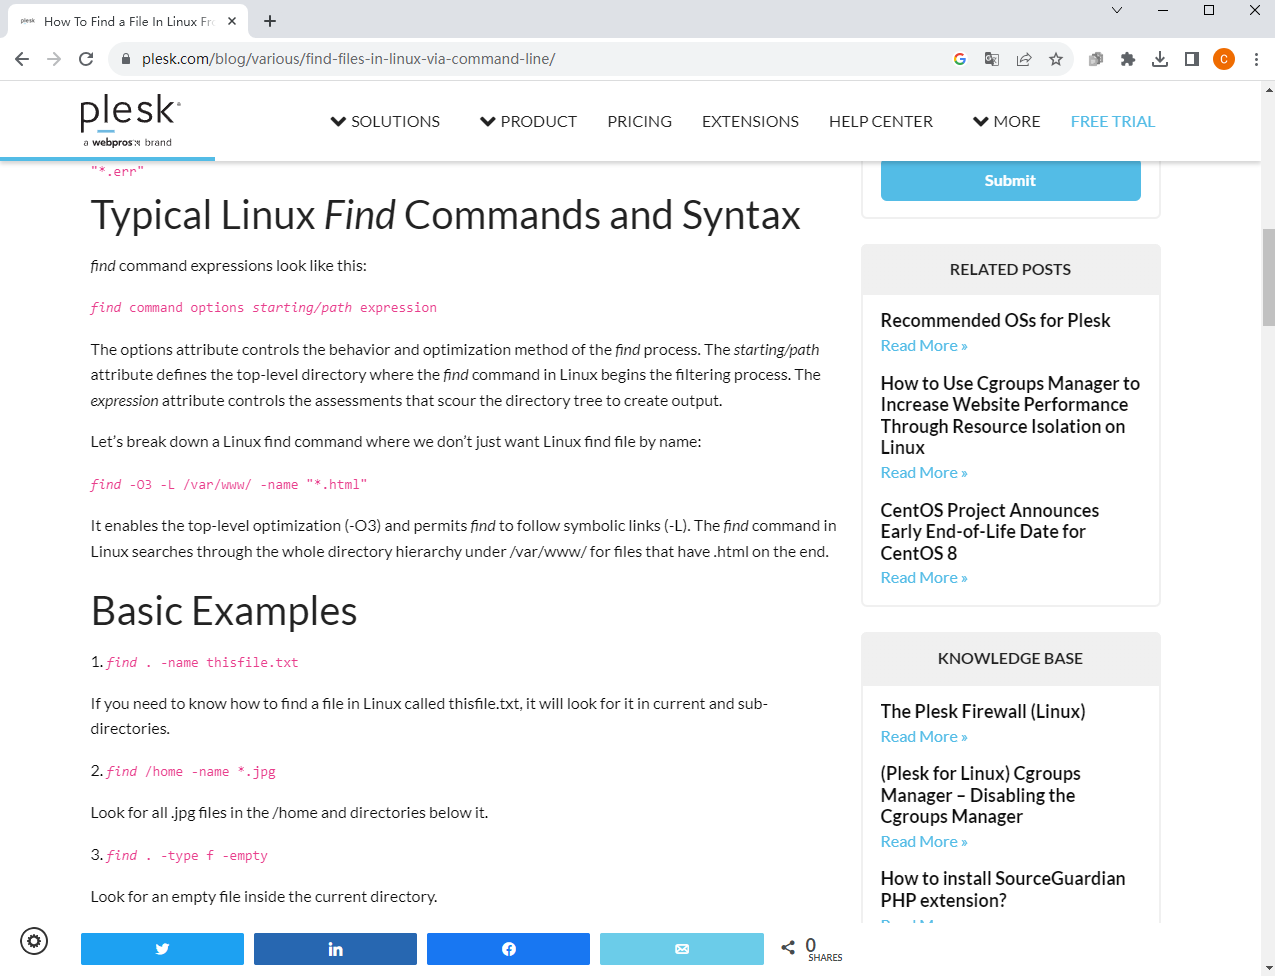 plesk How To Find a File In Linux Fro
plesk.com/blog/various/find-files-in-linux-via-command-line/
C
plesk
a webpros brand
SOLUTIONS
PRODUCT
PRICING
EXTENSIONS
HELP CENTER
MORE
FREE TRIAL
"*.err"
Typical Linux Find Commands and Syntax
find command expressions look like this:
find command options starting/path expression
The options attribute controls the behavior and optimization method of the find process. The starting/path
attribute defines the top-level directory where the find command in Linux begins the filtering process. The
expression attribute controls the assessments that scour the directory tree to create output.
Let’s break down a Linux find command where we don’t just want Linux find file by name:
find -O3 -L /var/www/ -name "*.html"
It enables the top-level optimization (-O3) and permits find to follow symbolic links (-L). The find command in
Linux searches through the whole directory hierarchy under /var/www/ for files that have .html on the end.
Basic Examples
1. find . -name thisfile.txt
If you need to know how to find a file in Linux called thisfile.txt, it will look for it in current and sub-
directories.
2. find /home -name *.jpg
Look for all .jpg files in the /home and directories below it.
3. find . -type f -empty
Look for an empty file inside the current directory.
0
SHARES
Submit
RELATED POSTS
Recommended OSs for Plesk
Read More »
How to Use Cgroups Manager to
Increase Website Performance
Through Resource Isolation on
Linux
Read More »
CentOS Project Announces
Early End-of-Life Date for
CentOS 8
Read More »
KNOWLEDGE BASE
The Plesk Firewall (Linux)
Read More »
(Plesk for Linux) Cgroups
Manager – Disabling the
Cgroups Manager
Read More »
How to install SourceGuardian
PHP extension?